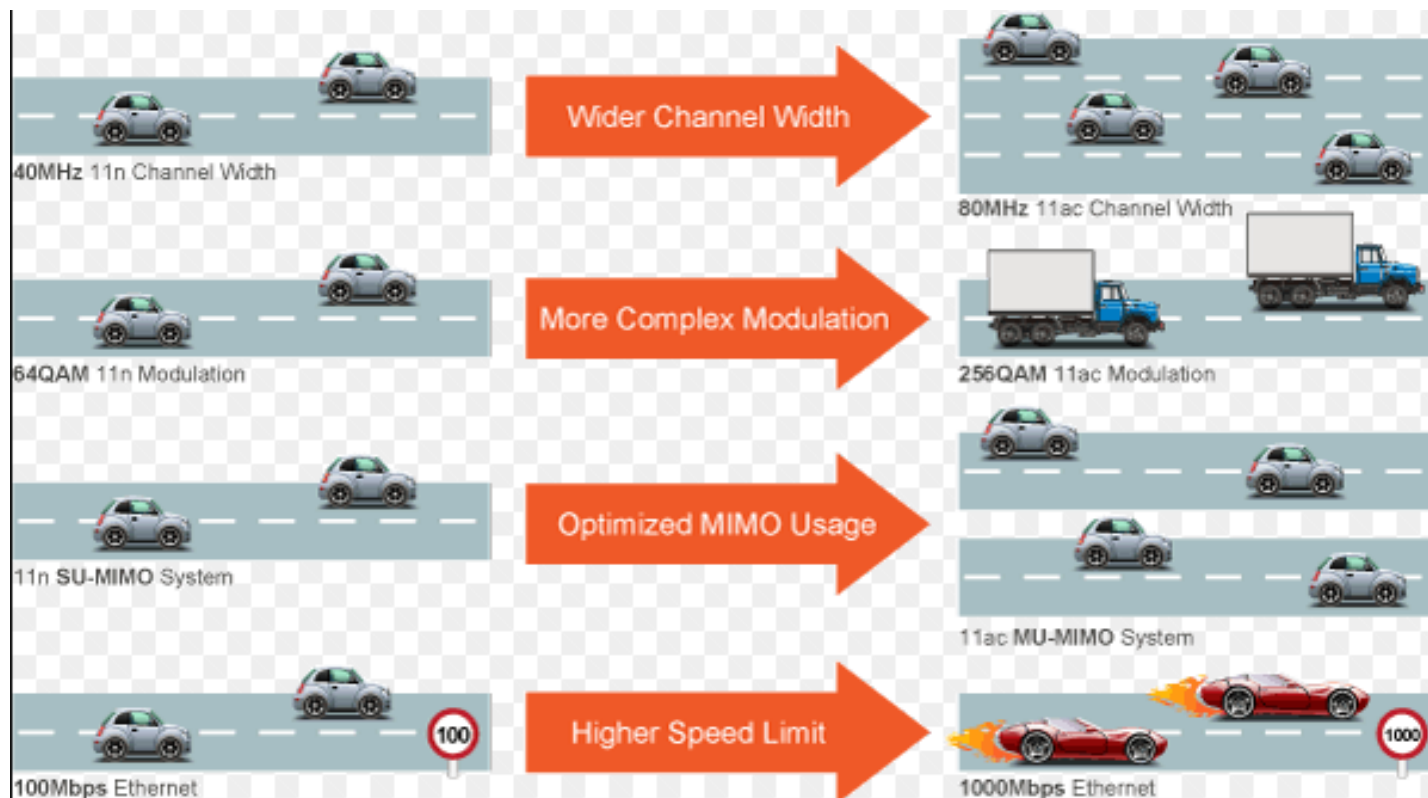 Wider Channel Width
40MHz 11n Channel Width
80MHz 11ac Channel Width
More Complex Modulation
64QAM 11n Modulation
256QAM 11ac Modulation
Optimized MIMO Usage
11n SU-MIMO System
11ac MU-MIMO System
Higher Speed Limit
100
1000
100Mbps Ethernet
1000Mbps Ethernet